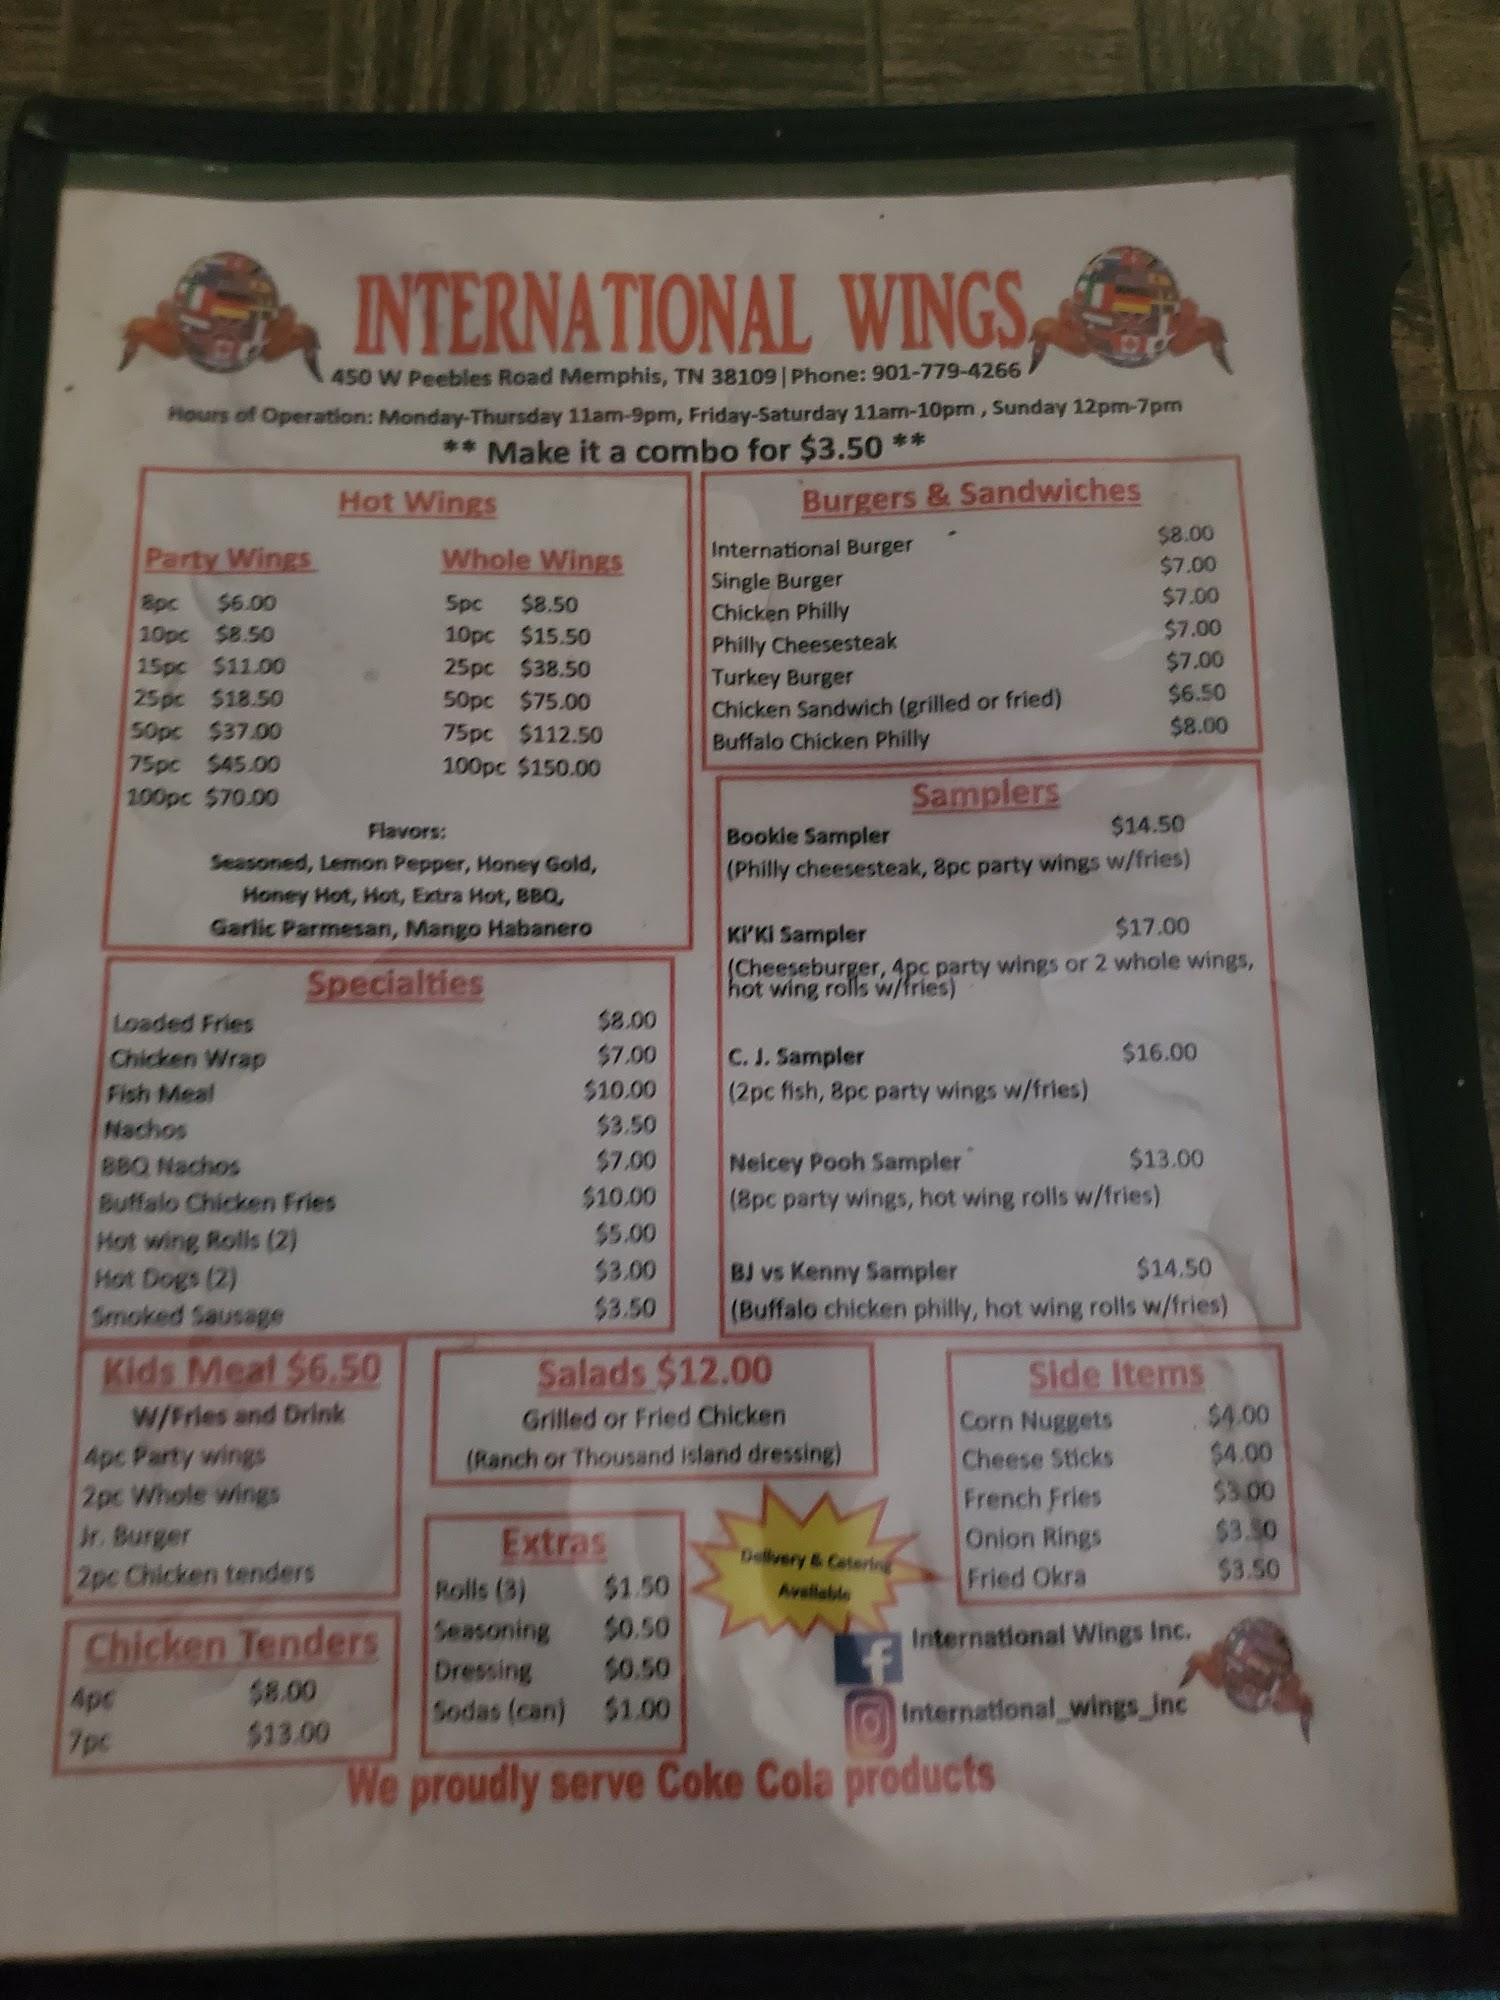 INTERNATIONAL WINGS
450 W Peebles Road Memphis, TN 38109 | Phone: 901-779-4266
Hours of Operation: Monday-Thursday 11am-9pm, Friday-Saturday 11am-10pm , Sunday 12pm-7pm
** Make it a combo for $3.50 **
Hot Wings
Party Wings
8pc $6.00
10pc $8.50
15pc $11.00
25pc $18.50
50pc $37.00
75pc $45.00
100pc $70.00
Whole Wings
5pc $8.50
10pc $15.50
25pc $38.50
50pc $75.00
75pc $112.50
100pc $150.00
Flavors:
Seasoned, Lemon Pepper, Honey Gold,
Honey Hot, Hot, Extra Hot, BBQ,
Garlic Parmesan, Mango Habanero
Burgers & Sandwiches
International Burger $8.00
Single Burger $7.00
Chicken Philly $7.00
Philly Cheesesteak $7.00
Turkey Burger $7.00
Chicken Sandwich (grilled or fried) $6.50
Buffalo Chicken Philly $8.00
Samplers
Bookie Sampler $14.50
(Philly cheesesteak, 8pc party wings w/fries)
Ki'Ki Sampler $17.00
(Cheeseburger, 4pc party wings or 2 whole wings,
hot wing rolls w/fries)
C. J. Sampler $16.00
(2pc fish, 8pc party wings w/fries)
Neicey Pooh Sampler $13.00
(8pc party wings, hot wing rolls w/fries)
BJ vs Kenny Sampler $14.50
(Buffalo chicken philly, hot wing rolls w/fries)
Specialties
Loaded Fries $8.00
Chicken Wrap $7.00
Fish Meal $10.00
Nachos $3.50
BBQ Nachos $7.00
Buffalo Chicken Fries $10.00
Hot wing Rolls (2) $5.00
Hot Dogs (2) $3.00
Smoked Sausage $3.50
Kids Meal $6.50
W/Fries and Drink
4pc Party wings
2pc Whole wings
Jr. Burger
2pc Chicken tenders
Salads $12.00
Grilled or Fried Chicken
(Ranch or Thousand island dressing)
Side Items
Corn Nuggets $4.00
Cheese Sticks $4.00
French Fries $3.00
Onion Rings
Fried Okra $3.50
Chicken Tenders
4pc $8.00
7pc $13.00
Extras
Rolls (3) $1.50
Seasoning $0.50
Dressing $0.50
Sodas (can) $1.00
Delivery & Catering
Available
f International Wings Inc.
International_wings_inc
We proudly serve Coke Cola products